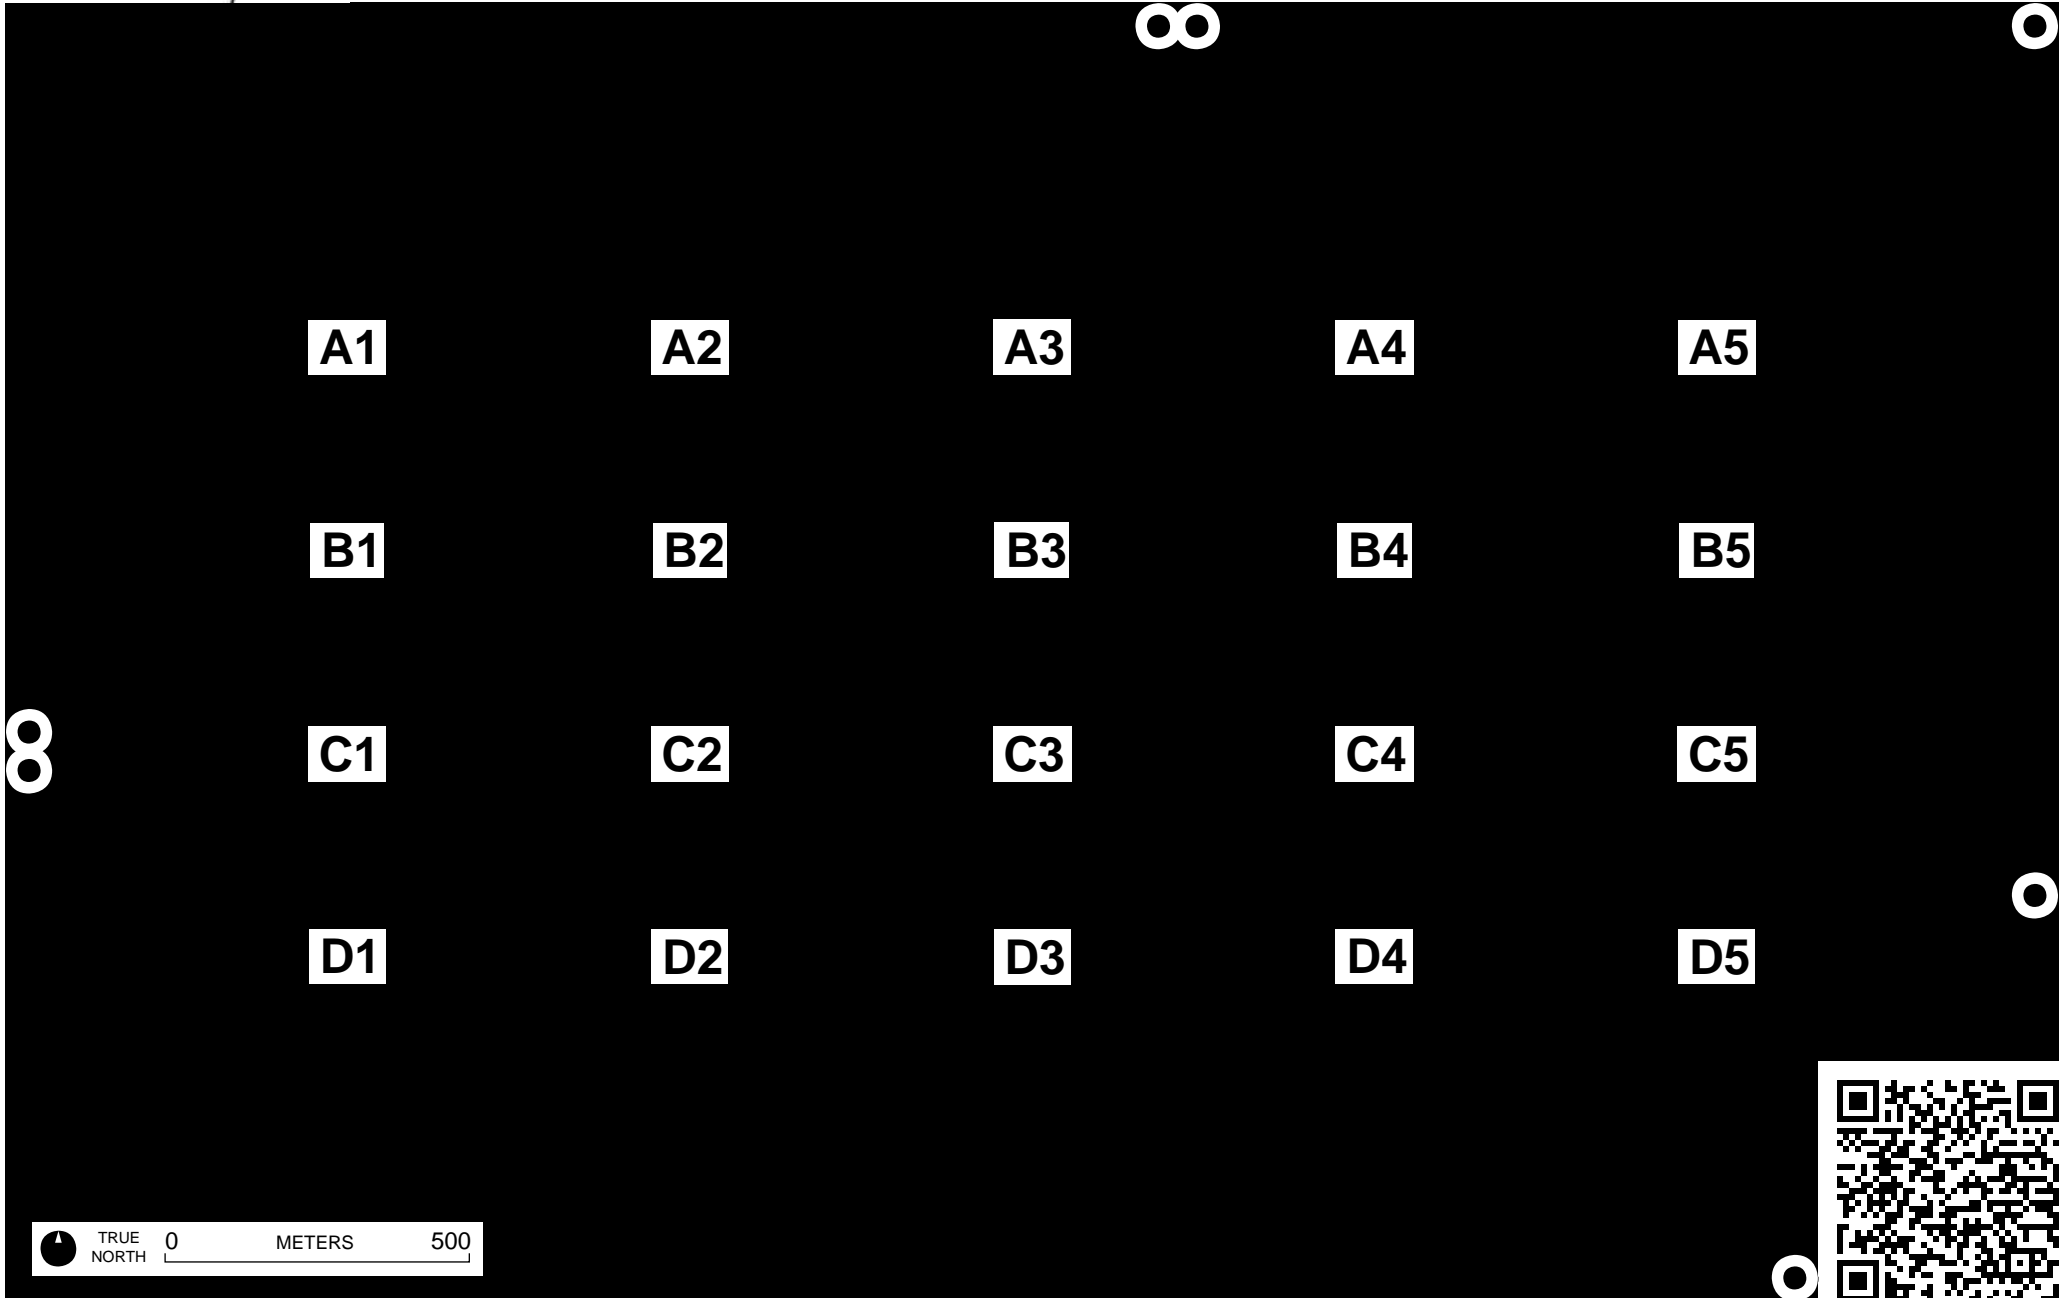 A1 A2 A3 A4 A5
B1 B2 B3 B4 B5
C1 C2 C3 C4 C5
D1 D2 D3 D4 D5
TRUE NORTH 0 METERS 500